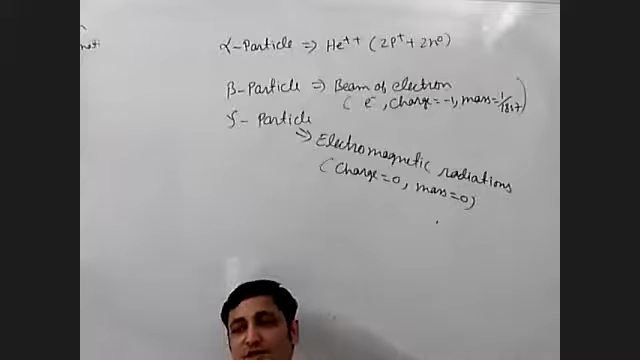 α-Particle ⇒ He++ (2P+ + 2n0)
β-Particle ⇒ Beam of electron
(e-, Charge=-1, mass=1/1837)
γ-Particle
⇒ Electromagnetic radiations
(Charge=0, mass=0)